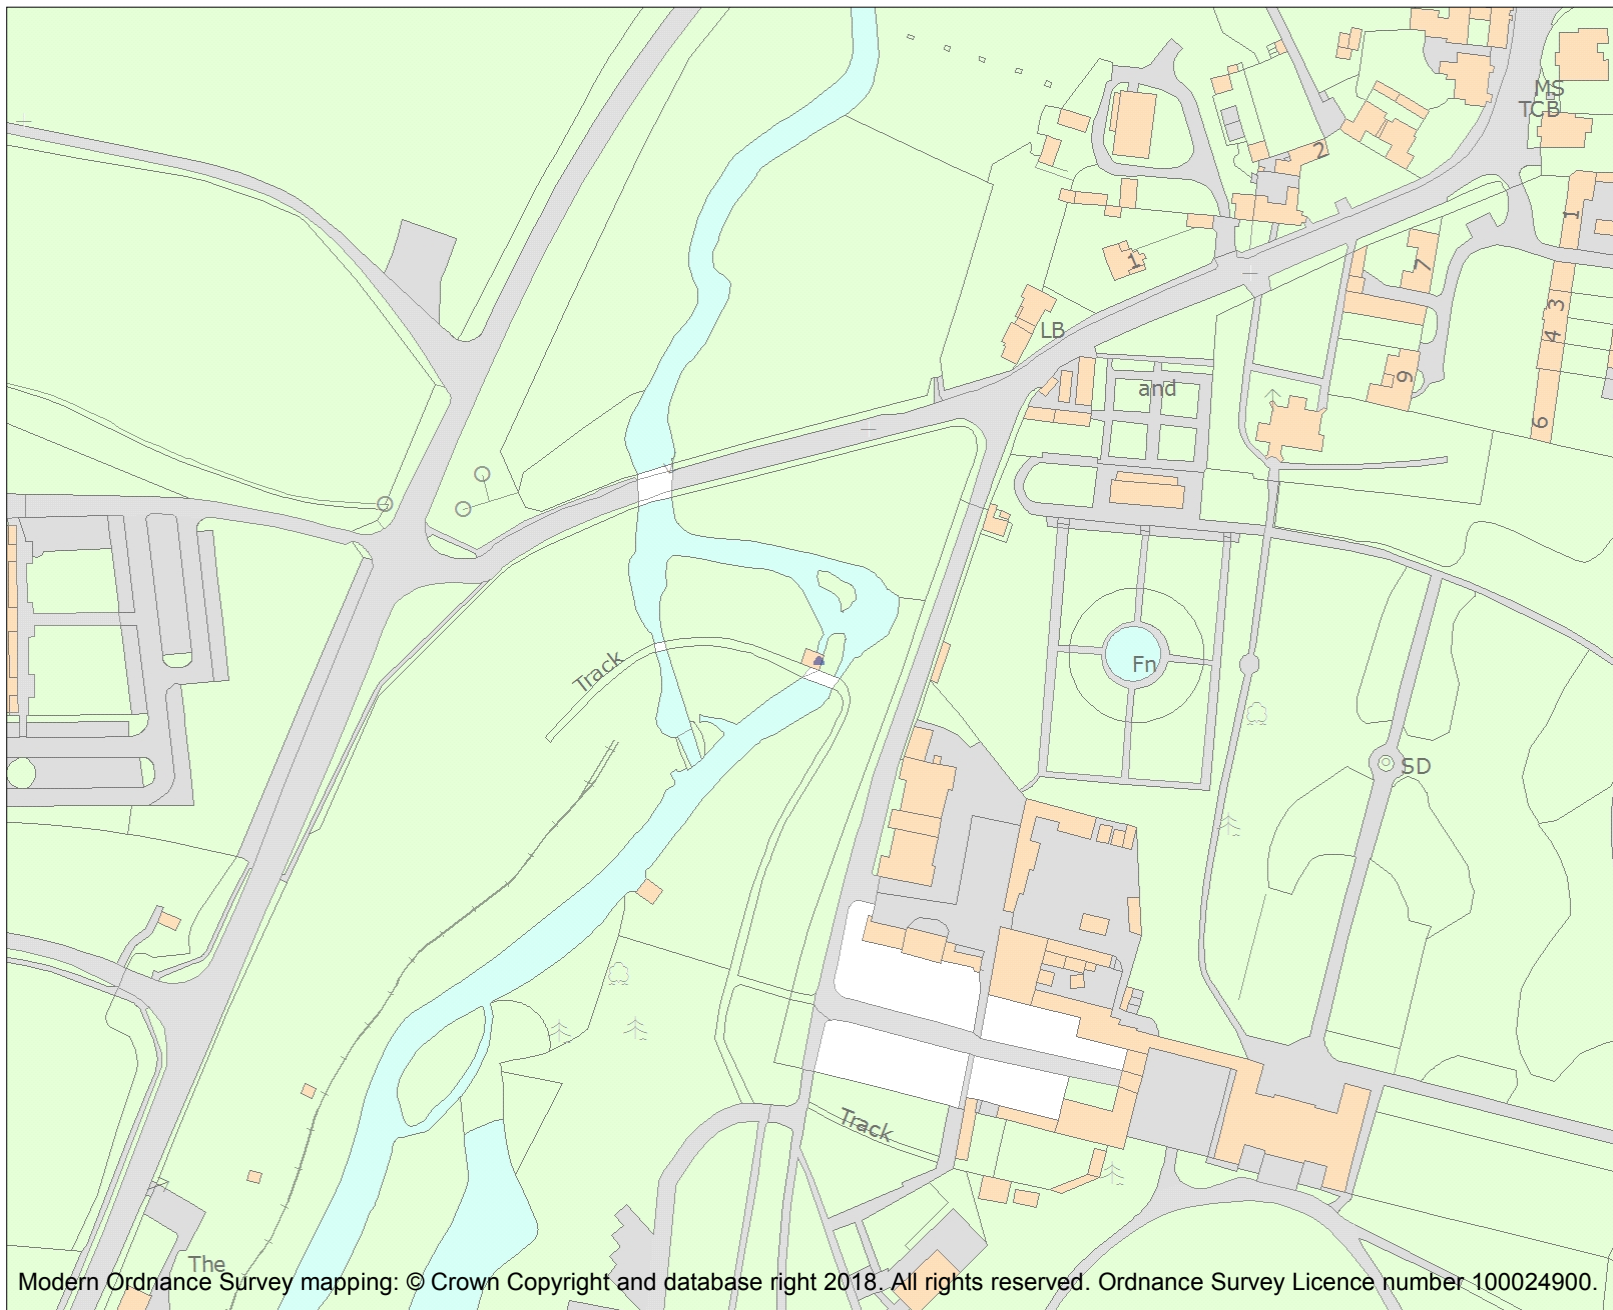 MS
TCB
2
1
1
7
3
LB
4
and
9
6
Track
Fn
SD
Track
The
Modern Ordnance Survey mapping: © Crown Copyright and database right 2018. All rights reserved. Ordnance Survey Licence number 100024900.